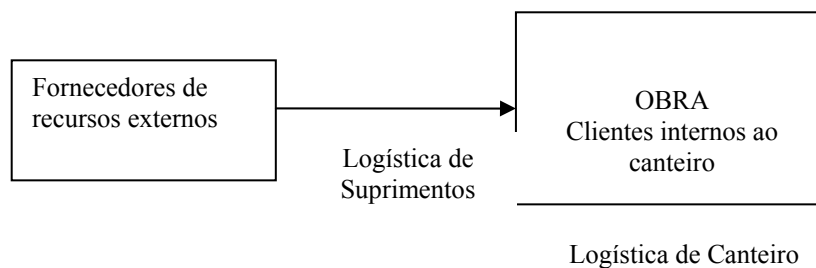 Fornecedores de
recursos externos
OBRA
Clientes internos ao
canteiro
Logística de
Suprimentos
Logística de Canteiro